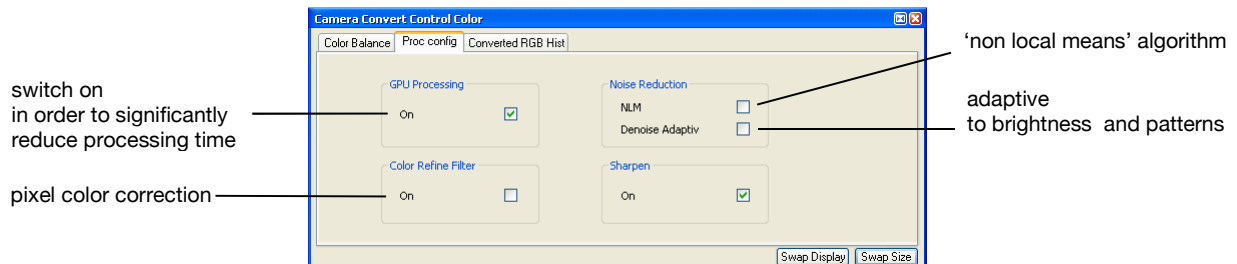 Camera Convert Control Color
Color Balance Proc config Converted RGB Hist
switch on
in order to significantly
reduce processing time
pixel color correction
GPU Processing
On
Color Refine Filter
On
Noise Reduction
NLM
Denoise Adaptiv
Sharpen
On
'non local means' algorithm
adaptive
to brightness and patterns
Swap Display Swap Size